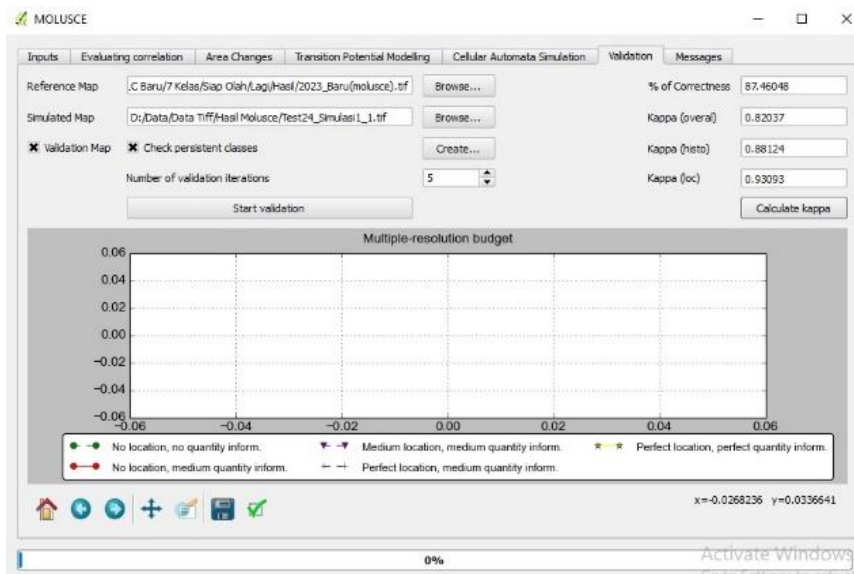 MOLUSCE
Inputs Evaluating correlation Area Changes Transition Potential Modelling Cellular Automata Simulation Validation Messages
Reference Map .C Baru/7 Kelas/Siap Olah/Lagi/Hasil/2023_Baru(molusce).tif Browse... % of Correctness 87.46048
Simulated Map D:/Data/Data Tiff/Hasil Molusce/Test24_Simulasi1_1.tif Browse... Kappa (overal) 0.82037
Validation Map Check persistent classes Create... Kappa (histo) 0.88124
Number of validation iterations 5 Kappa (loc) 0.93093
Start validation Calculate kappa
Multiple-resolution budget
0.06
0.04
0.02
0.00
−0.02
−0.04
−0.06
−0.06 −0.04 −0.02 0.00 0.02 0.04 0.06
No location, no quantity inform. Medium location, medium quantity inform. Perfect location, perfect quantity inform.
No location, medium quantity inform. Perfect location, medium quantity inform.
x=-0.0268236 y=0.0336641
0%
Activate Windows